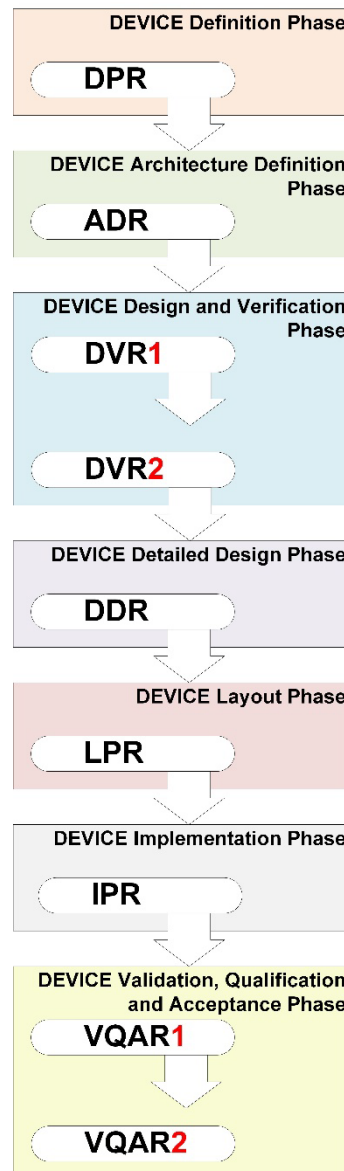 DEVICE Definition Phase
DPR
DEVICE Architecture Definition
Phase
ADR
DEVICE Design and Verification
Phase
DVR1
DVR2
DEVICE Detailed Design Phase
DDR
DEVICE Layout Phase
LPR
DEVICE Implementation Phase
IPR
DEVICE Validation, Qualification
and Acceptance Phase
VQAR1
VQAR2